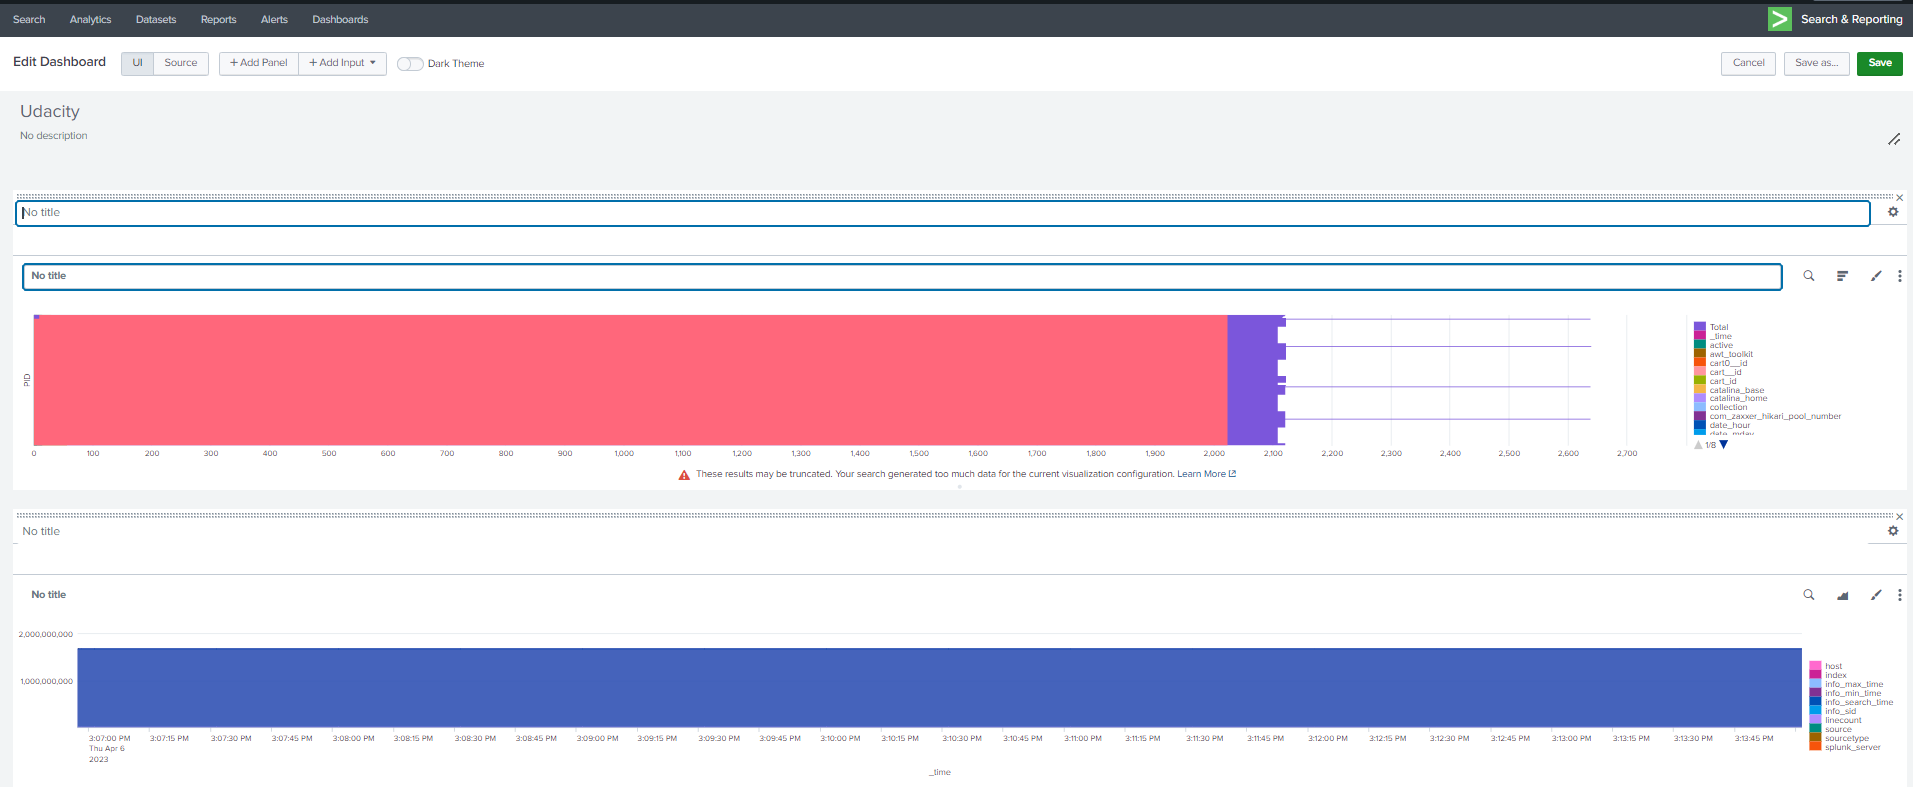 Search Analytics Datasets Reports Alerts Dashboards Search & Reporting
Edit Dashboard UI Source + Add Panel + Add Input Dark Theme Cancel Save as... Save
Udacity
No description
No title
No title
PID
0 100 200 300 400 500 600 700 800 900 1,000 1,100 1,200 1,300 1,400 1,500 1,600 1,700 1,800 1,900 2,000 2,100 2,200 2,300 2,400 2,500 2,600 2,700
Total
_time
active
awt_toolkit
cart0__id
cart__id
cart_id
catalina_base
catalina_home
collection
com_zaxxer_hikari_pool_number
date_hour
date_mday
1/8
These results may be truncated. Your search generated too much data for the current visualization configuration. Learn More
No title
No title
2,000,000,000
1,000,000,000
host
index
info_max_time
info_min_time
info_search_time
info_sid
linecount
source
sourcetype
splunk_server
3:07:00 PM 3:07:15 PM 3:07:30 PM 3:07:45 PM 3:08:00 PM 3:08:15 PM 3:08:30 PM 3:08:45 PM 3:09:00 PM 3:09:15 PM 3:09:30 PM 3:09:45 PM 3:10:00 PM 3:10:15 PM 3:10:30 PM 3:10:45 PM 3:11:00 PM 3:11:15 PM 3:11:30 PM 3:11:45 PM 3:12:00 PM 3:12:15 PM 3:12:30 PM 3:12:45 PM 3:13:00 PM 3:13:15 PM 3:13:30 PM 3:13:45 PM
Thu Apr 6
2023
_time